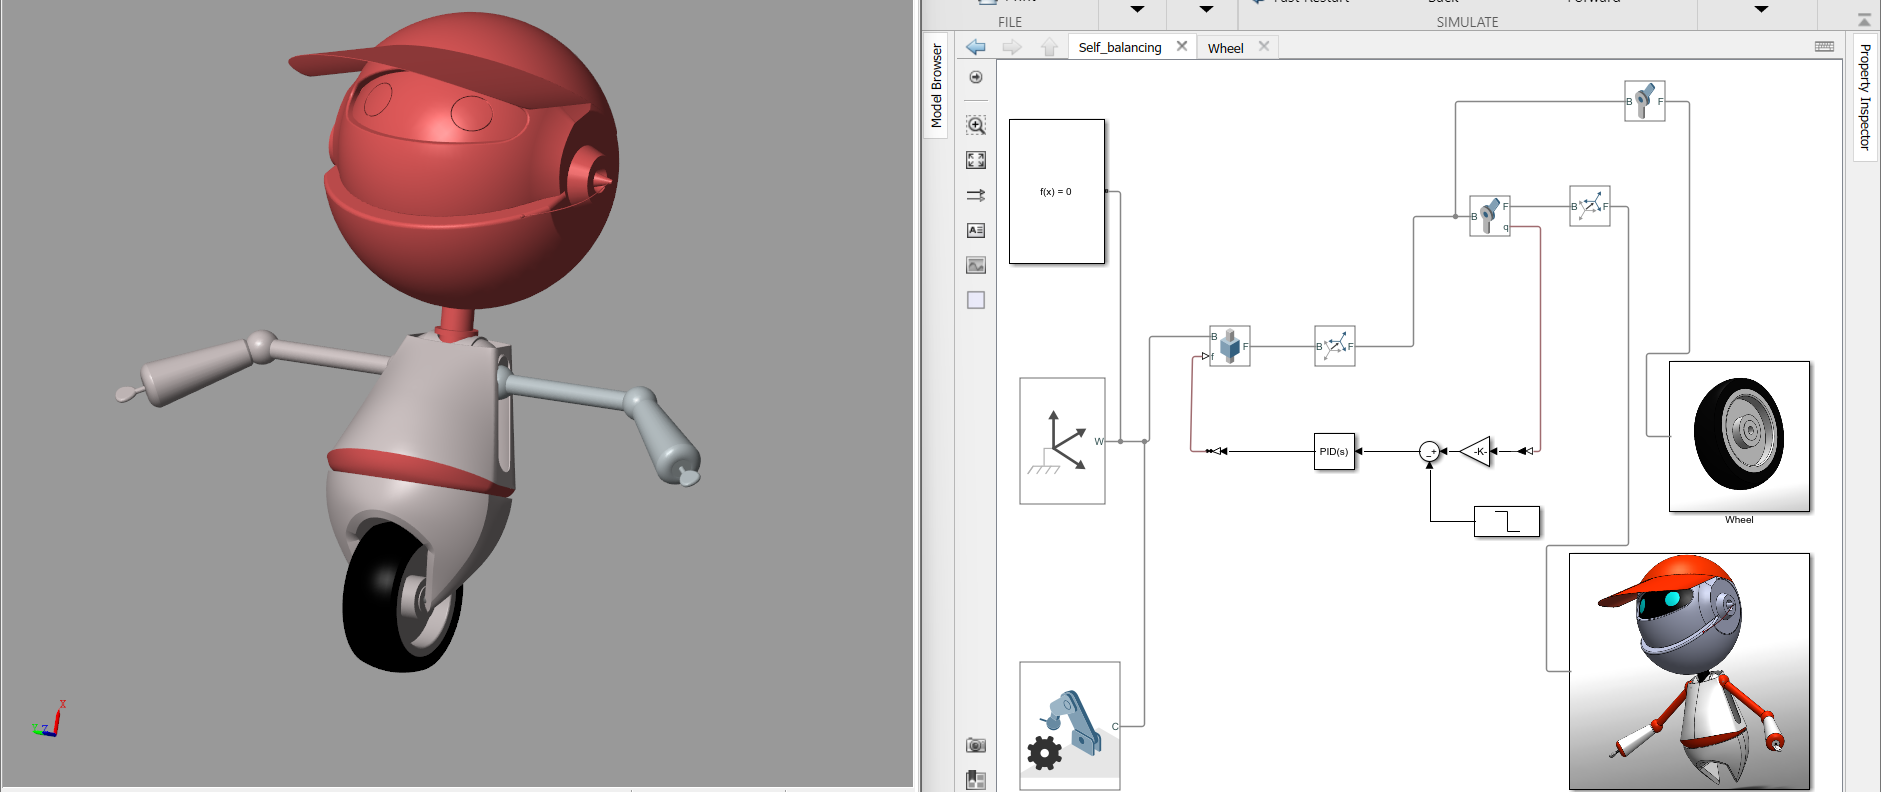 FILE
SIMULATE
Model Browser
Self_balancing
Wheel
Property Inspector
f(x) = 0
B
F
B
F
q
B
F
B
f
F
B
F
W
PID(s)
-K-
+
_
Wheel
C
X